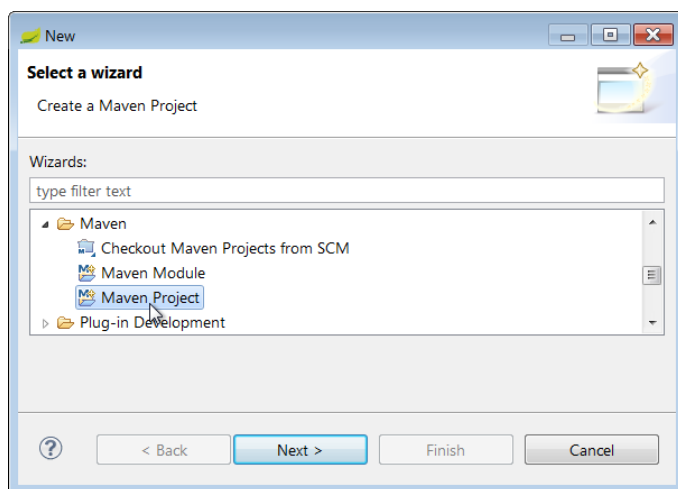 New
Select a wizard
Create a Maven Project
Wizards:
type filter text
Maven
Checkout Maven Projects from SCM
Maven Module
Maven Project
Plug-in Development
? < Back Next > Finish Cancel